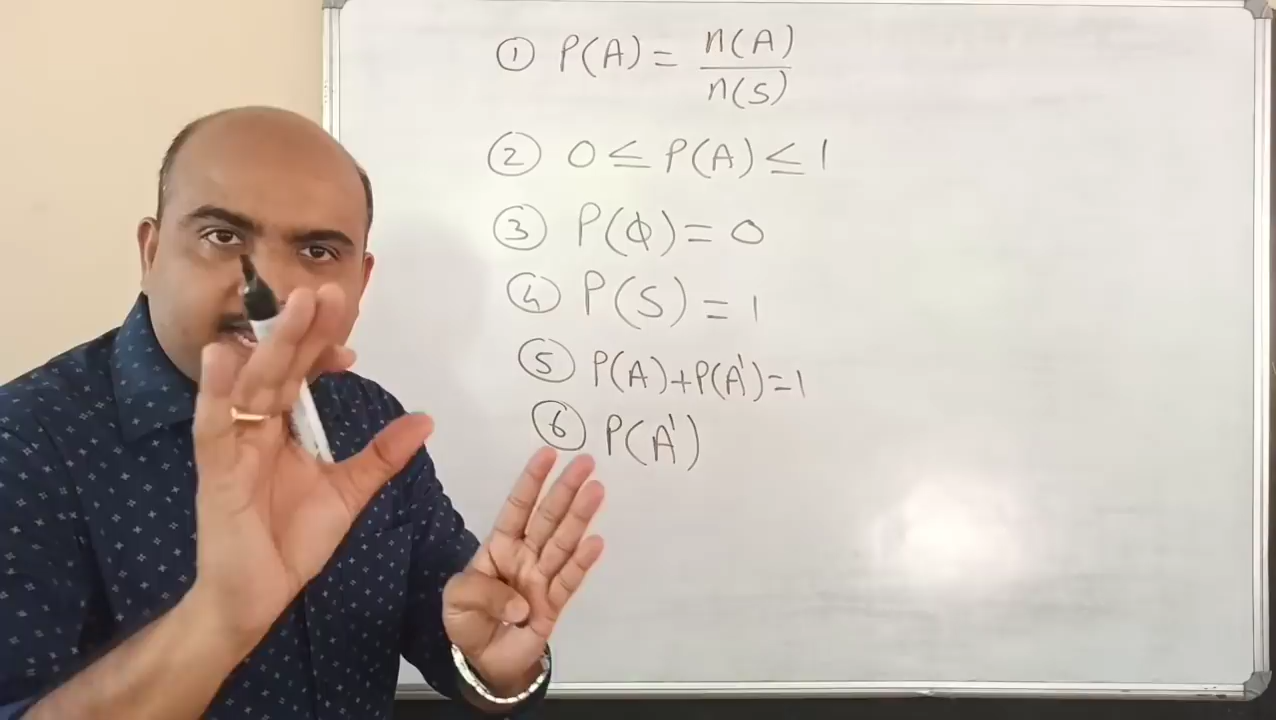 ① P(A) = n(A)/n(S)
② 0 ≤ P(A) ≤ 1
③ P(ϕ) = 0
④ P(S) = 1
⑤ P(A)+P(A')=1
⑥ P(A')